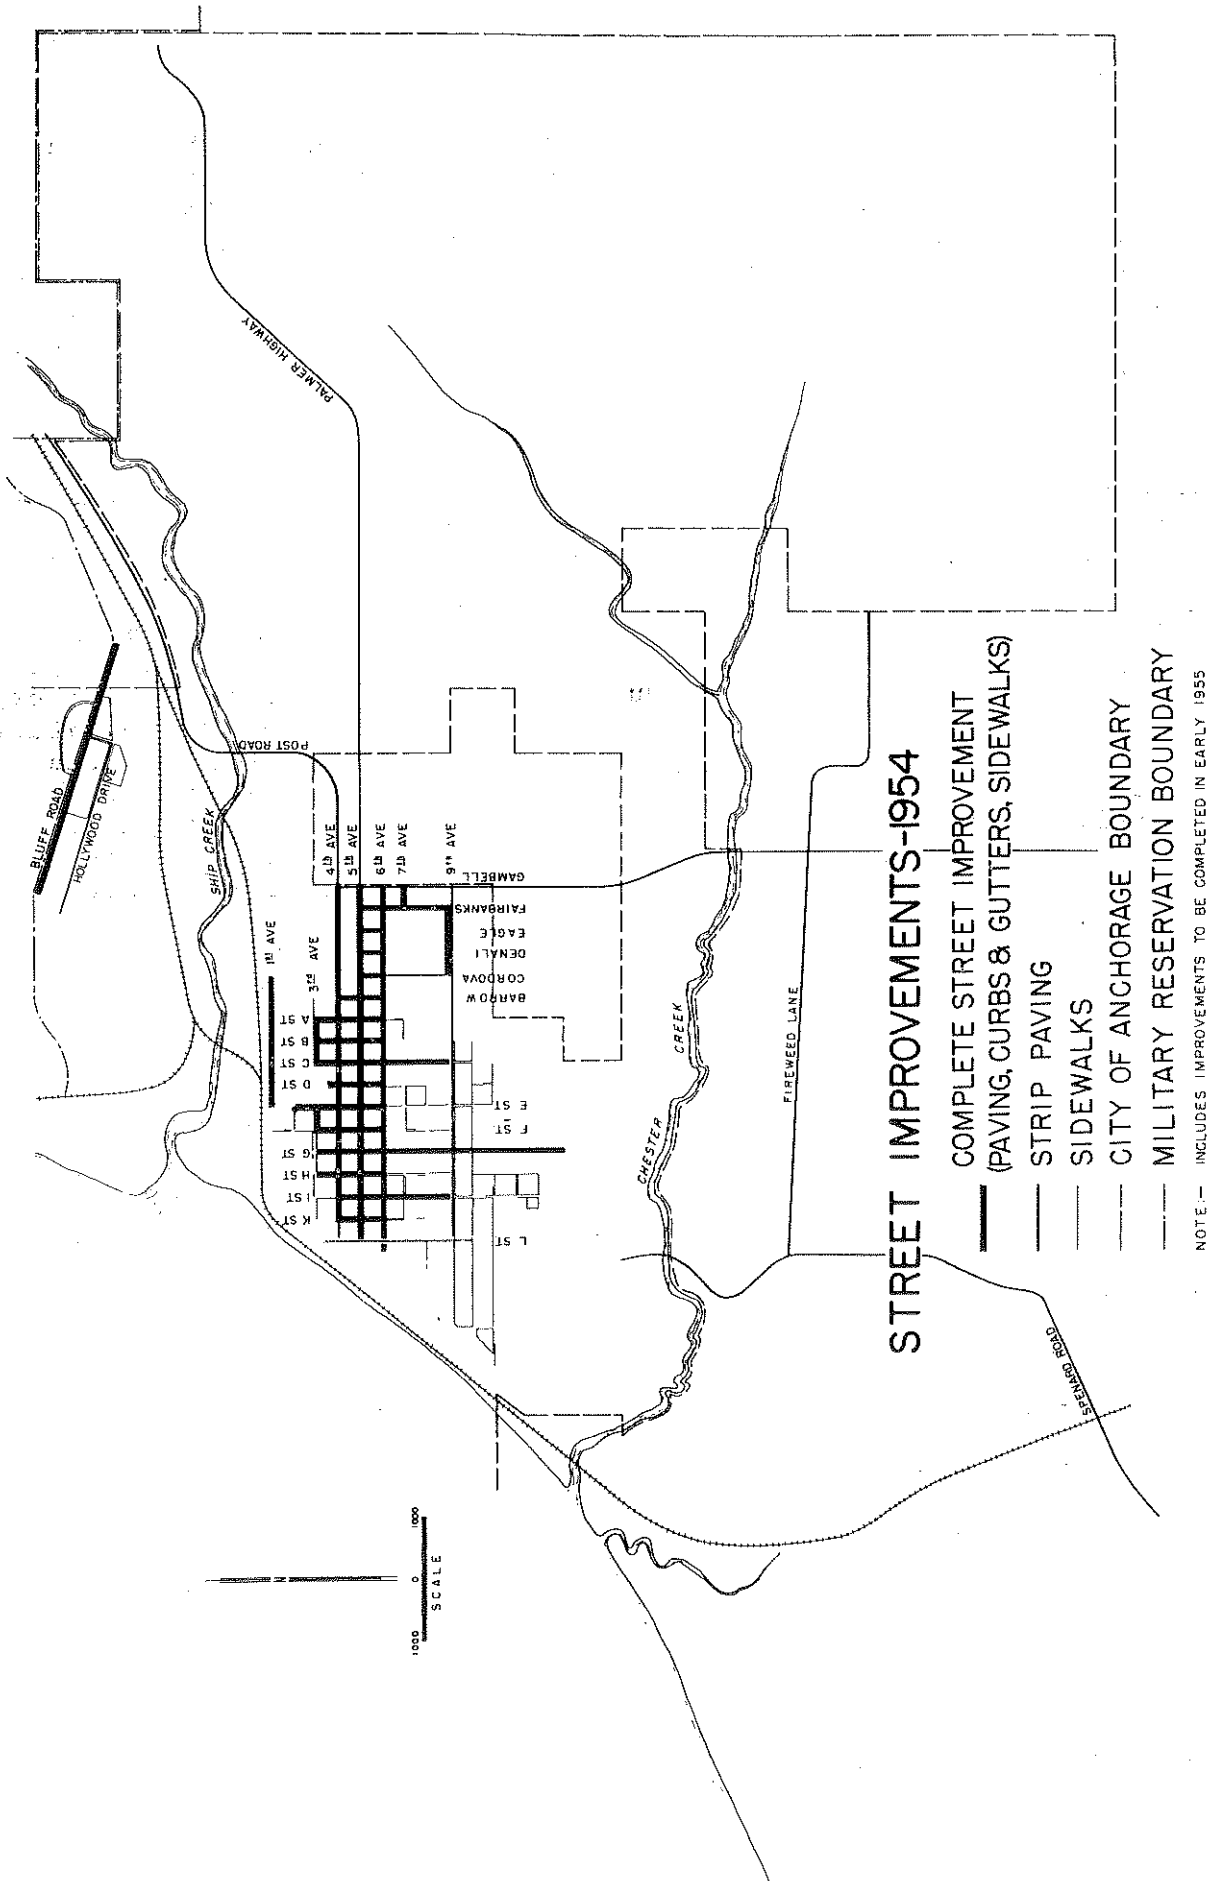 PALMER HIGHWAY
BLUFF ROAD
HOLLYWOOD DRIVE
SHIP CREEK
POST ROAD
1ST AVE
3RD AVE
4TH AVE
5TH AVE
6TH AVE
7TH AVE
9TH AVE
GAMBELL
FAIRBANKS
EAGLE
DENALI
CORDOVA
BARROW
A ST
B ST
C ST
D ST
E ST
F ST
G ST
H ST
I ST
K ST
L ST
E ST
F ST
CHESTER CREEK
FIREWEED LANE
SPENARD ROAD
N
1000 0 1000
SCALE
STREET IMPROVEMENTS-1954
COMPLETE STREET IMPROVEMENT
(PAVING, CURBS & GUTTERS, SIDEWALKS)
STRIP PAVING
SIDEWALKS
CITY OF ANCHORAGE BOUNDARY
MILITARY RESERVATION BOUNDARY
NOTE:- INCLUDES IMPROVEMENTS TO BE COMPLETED IN EARLY 1955